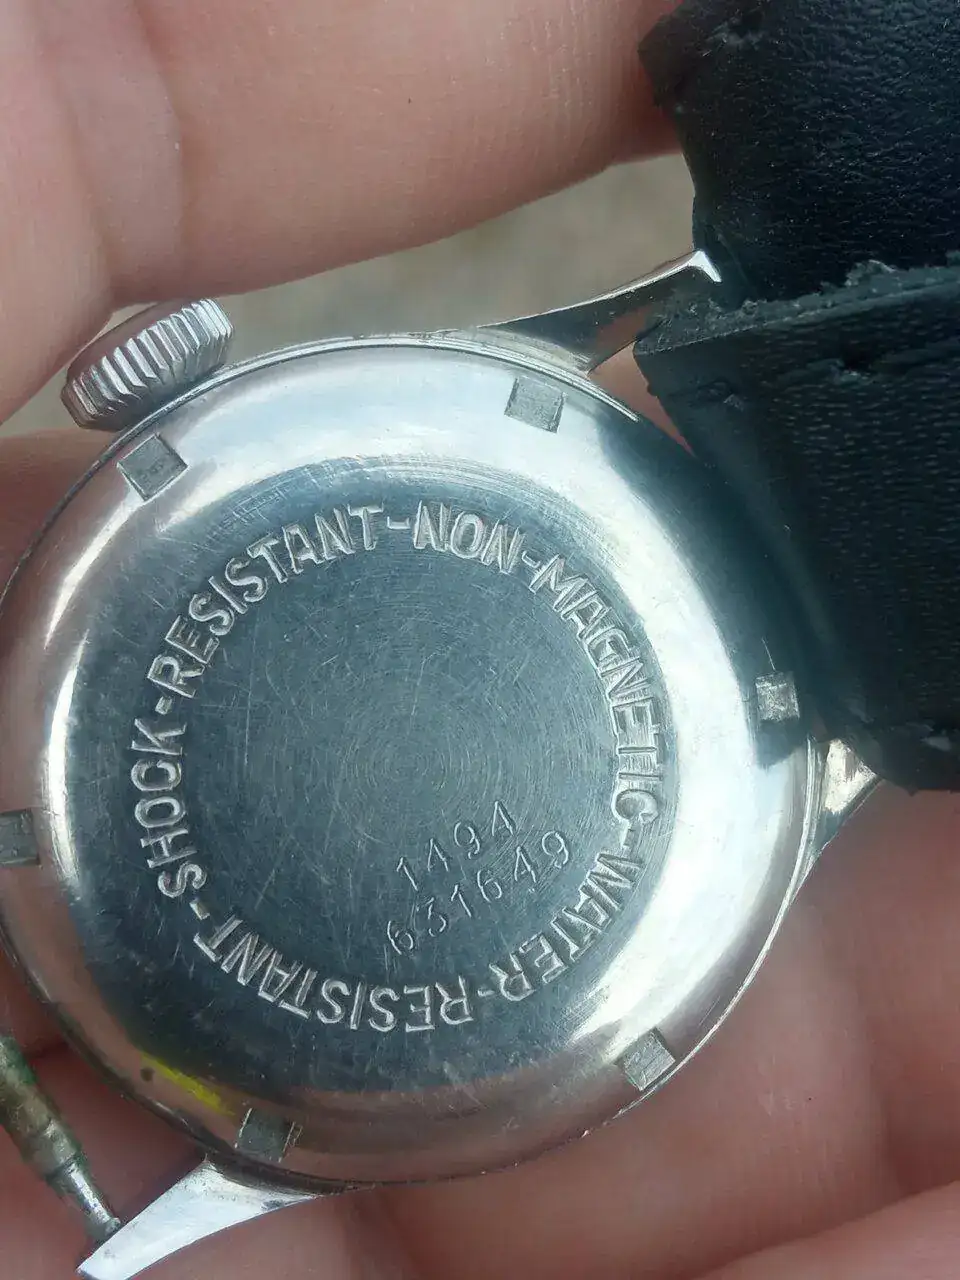 SHOCK-RESISTANT-NON-MAGNETIC-WATER-RESISTANT-
1494
631649